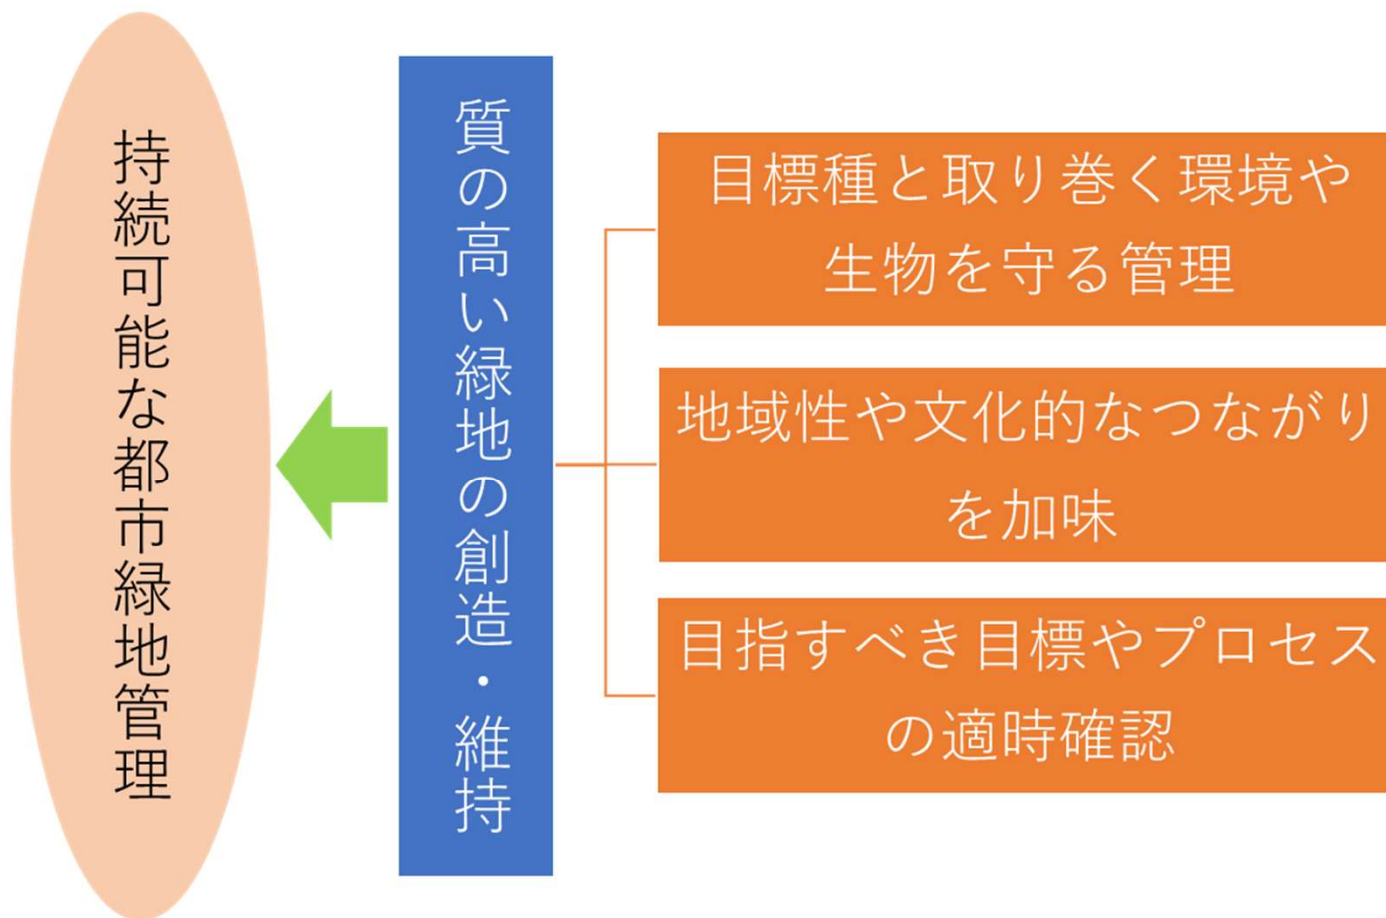 持続可能な都市緑地管理
質の高い緑地の創造・維持
目標種と取り巻く環境や
生物を守る管理
地域性や文化的なつながり
を加味
目指すべき目標やプロセス
の適時確認